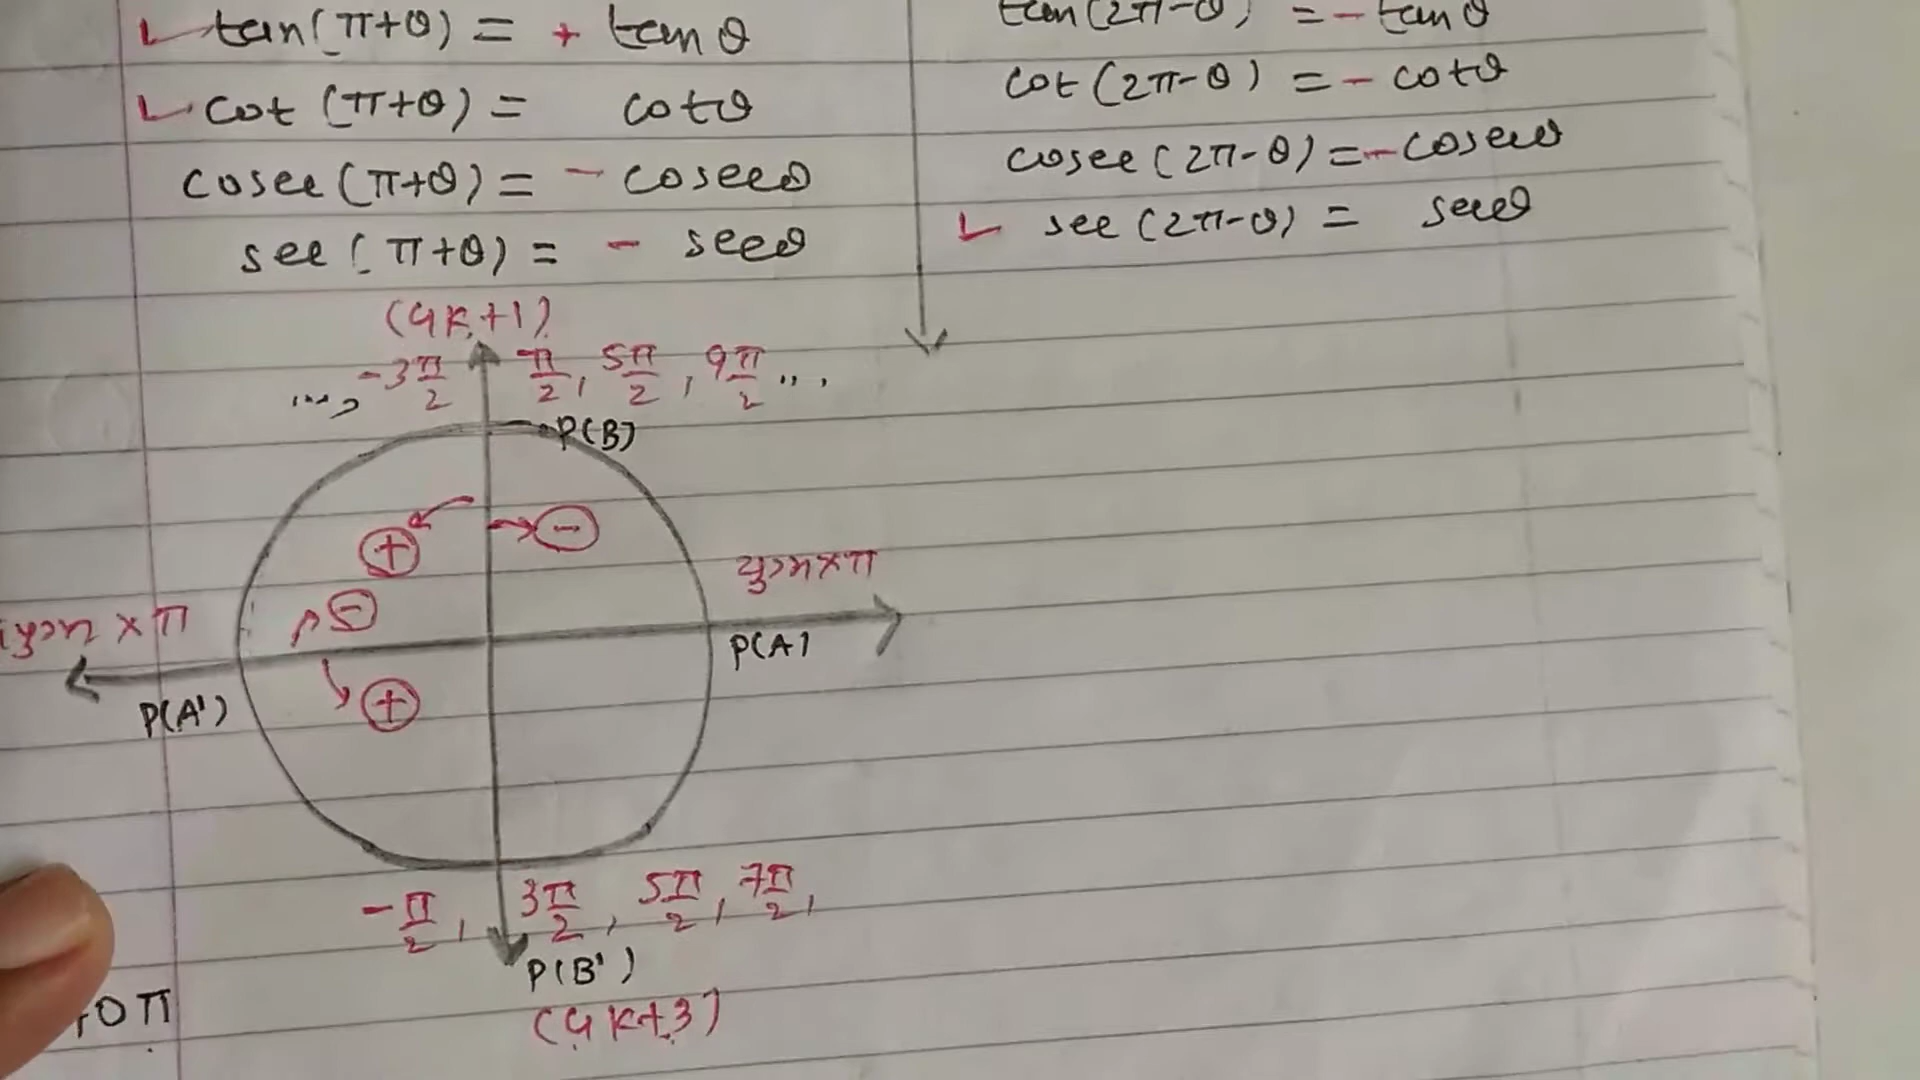 tan(π+θ) = + tanθ
cot (π+θ) = cotθ
cosec(π+θ) = - cosecθ
sec(π+θ) = - secθ
tan(2π-θ) = - tanθ
cot(2π-θ) = - cotθ
cosec(2π-θ) = - cosecθ
sec(2π-θ) = secθ
(4k+1)
..., -3π/2 π/2, 5π/2, 9π/2 ...
P(B)
+ -
-
+
P(A)
π ×
P(A')
-π/2, 3π/2, 5π/2, 7π/2,
P(B')
(4k+3)